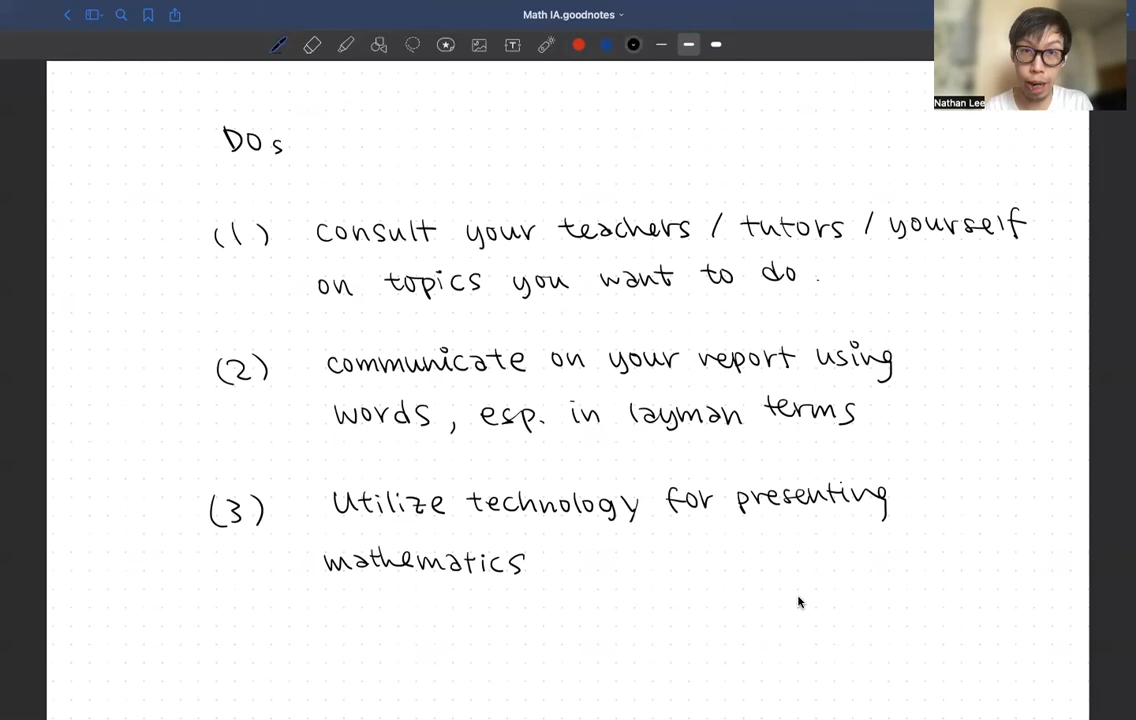 Math IA.goodnotes
Nathan Lee
DOs
(1) consult your teachers / tutors / yourself
on topics you want to do.
(2) communicate on your report using
words, esp. in layman terms
(3) Utilize technology for presenting
mathematics